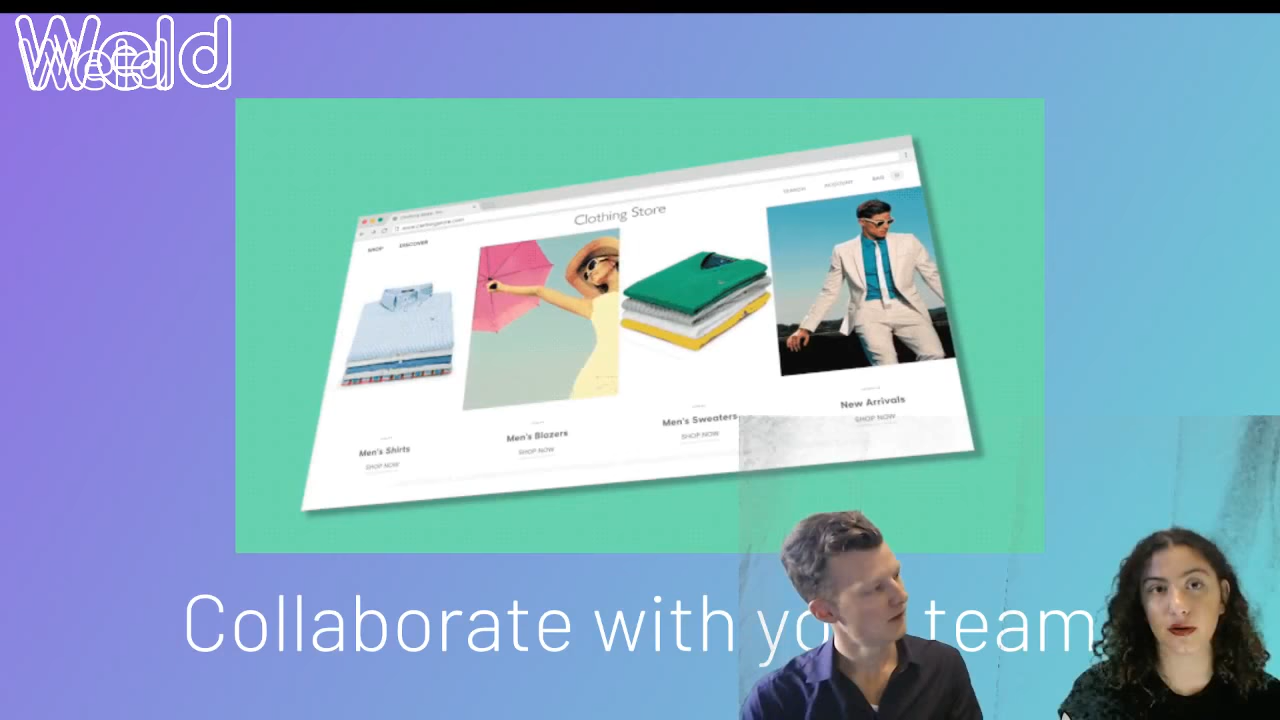 Weld
Clothing Store
SHOP
DISCOVER
Men's Shirts
SHOP NOW
Men's Blazers
SHOP NOW
Men's Sweaters
SHOP NOW
New Arrivals
SHOP NOW
Collaborate with yo team